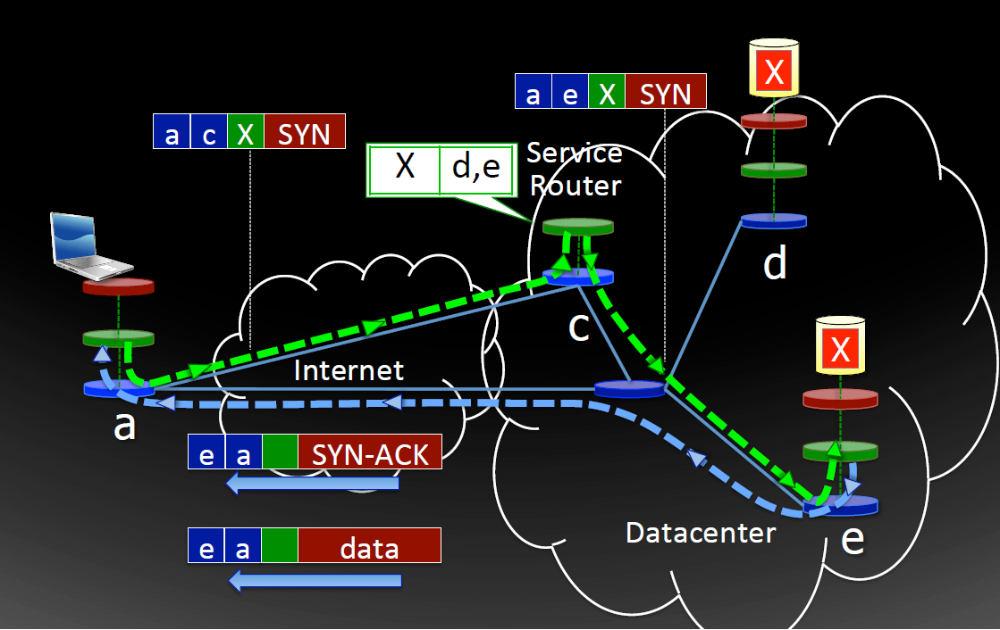 X
a e X SYN
a c X SYN
X d,e
Service
Router
d
c
X
Internet
a
e a SYN-ACK
Datacenter
e
e a data